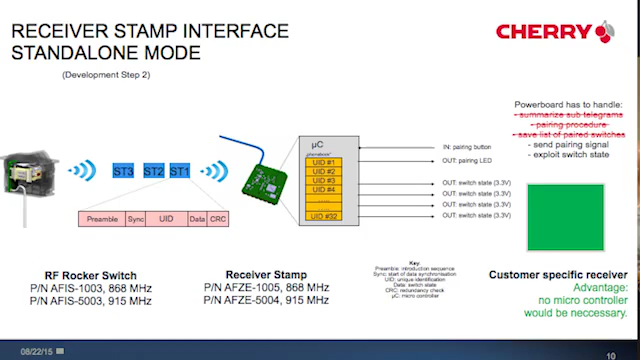 RECEIVER STAMP INTERFACE
STANDALONE MODE
(Development Step 2)
CHERRY
Powerboard has to handle:
- summarize sub telegrams
- pairing procedure
- save list of paired switches
- send pairing signal
- exploit switch state
ST3 ST2 ST1
Preamble Sync UID Data CRC
µC
UID #1
UID #2
UID #3
UID #4
.....
.....
UID #32
IN: pairing button
OUT: pairing LED
OUT: switch state (3.3V)
OUT: switch state (3.3V)
OUT: switch state (3.3V)
OUT: switch state (3.3V)
RF Rocker Switch
P/N AFIS-1003, 868 MHz
P/N AFIS-5003, 915 MHz
Receiver Stamp
P/N AFZE-1005, 868 MHz
P/N AFZE-5004, 915 MHz
Key:
Preamble: introduction sequence
Sync: start of data synchronisation
UID: unique identification
Data: switch state
CRC: redundancy check
µC: micro controller
Customer specific receiver
Advantage:
no micro controller
would be neccessary.
08/22/15
10